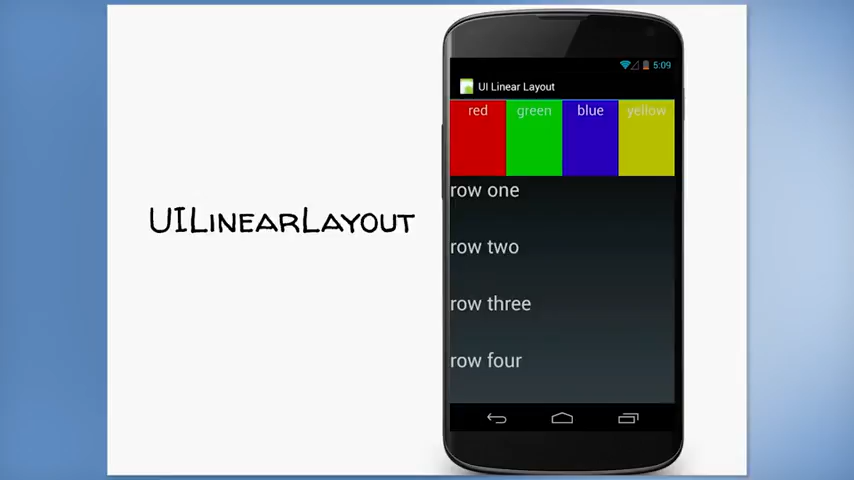 UILinearLayout
5:09
UI Linear Layout
red green blue yellow
row one
row two
row three
row four